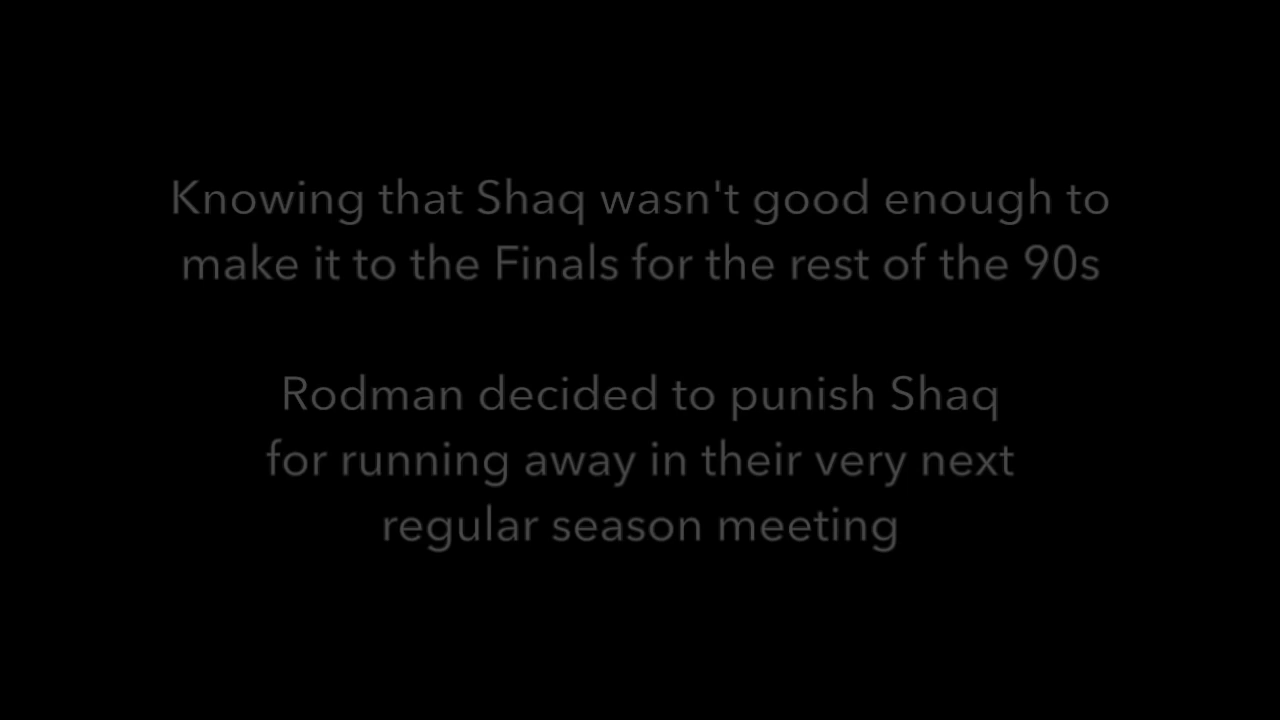 Knowing that Shaq wasn't good enough to
make it to the Finals for the rest of the 90s
Rodman decided to punish Shaq
for running away in their very next
regular season meeting